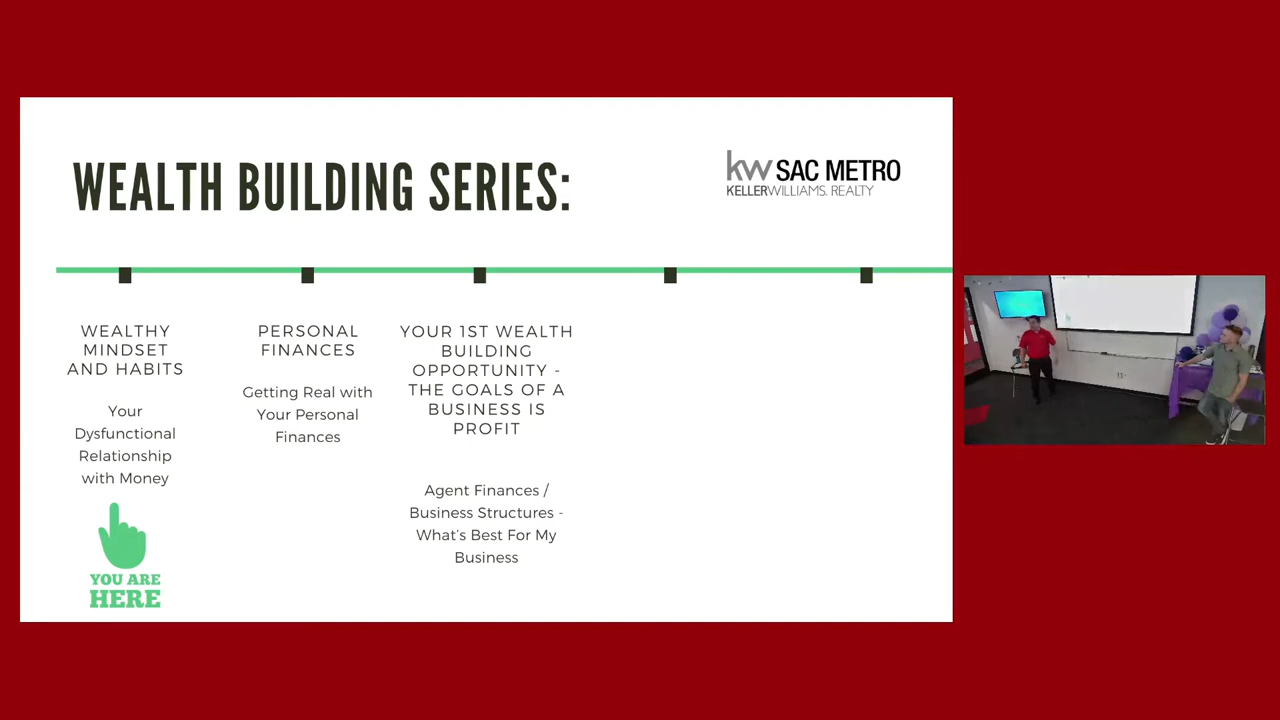 WEALTH BUILDING SERIES:
kw SAC METRO
KELLERWILLIAMS. REALTY
WEALTHY
MINDSET
AND HABITS
Your
Dysfunctional
Relationship
with Money
YOU ARE
HERE
PERSONAL
FINANCES
Getting Real with
Your Personal
Finances
YOUR 1ST WEALTH
BUILDING
OPPORTUNITY -
THE GOALS OF A
BUSINESS IS
PROFIT
Agent Finances /
Business Structures -
What's Best For My
Business